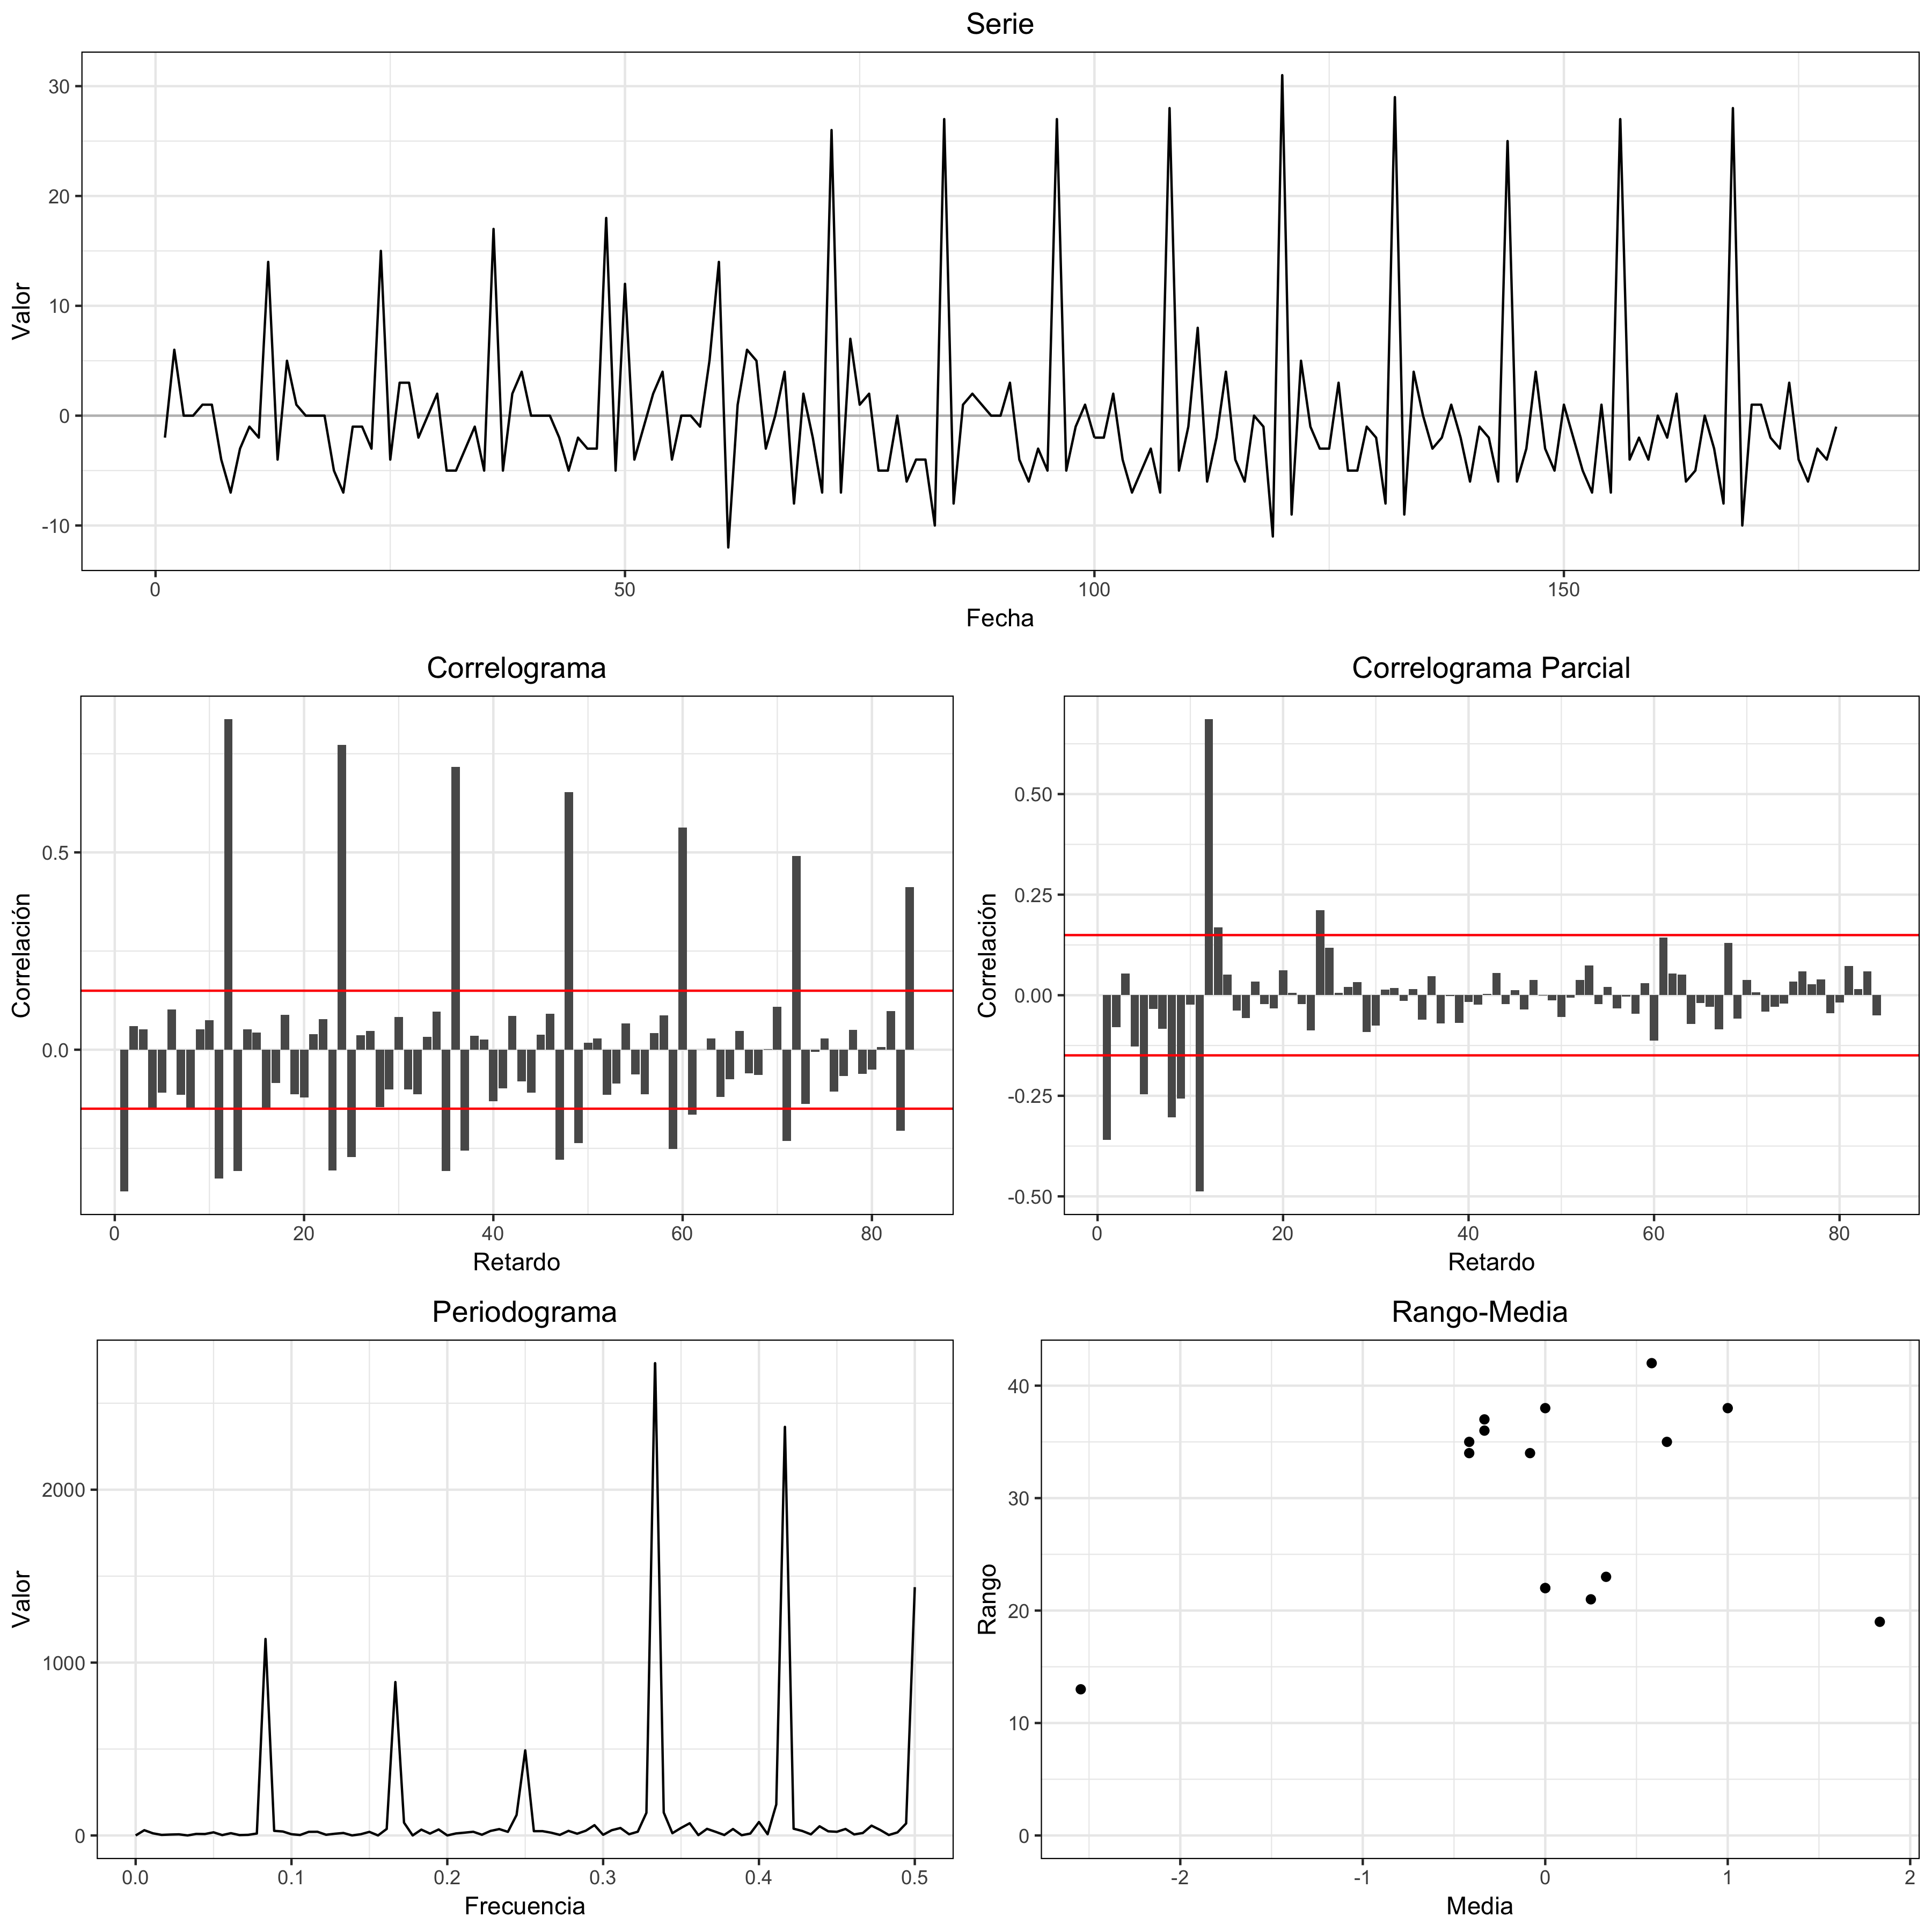 Serie
30
20
10
0
-10
Valor
0 50 100 150
Fecha
Correlograma
0.5
0.0
Correlación
0 20 40 60 80
Retardo
Correlograma Parcial
0.50
0.25
0.00
-0.25
-0.50
Correlación
0 20 40 60 80
Retardo
Periodograma
2000
1000
0
Valor
0.0 0.1 0.2 0.3 0.4 0.5
Frecuencia
Rango-Media
40
30
20
10
0
Rango
-2 -1 0 1 2
Media